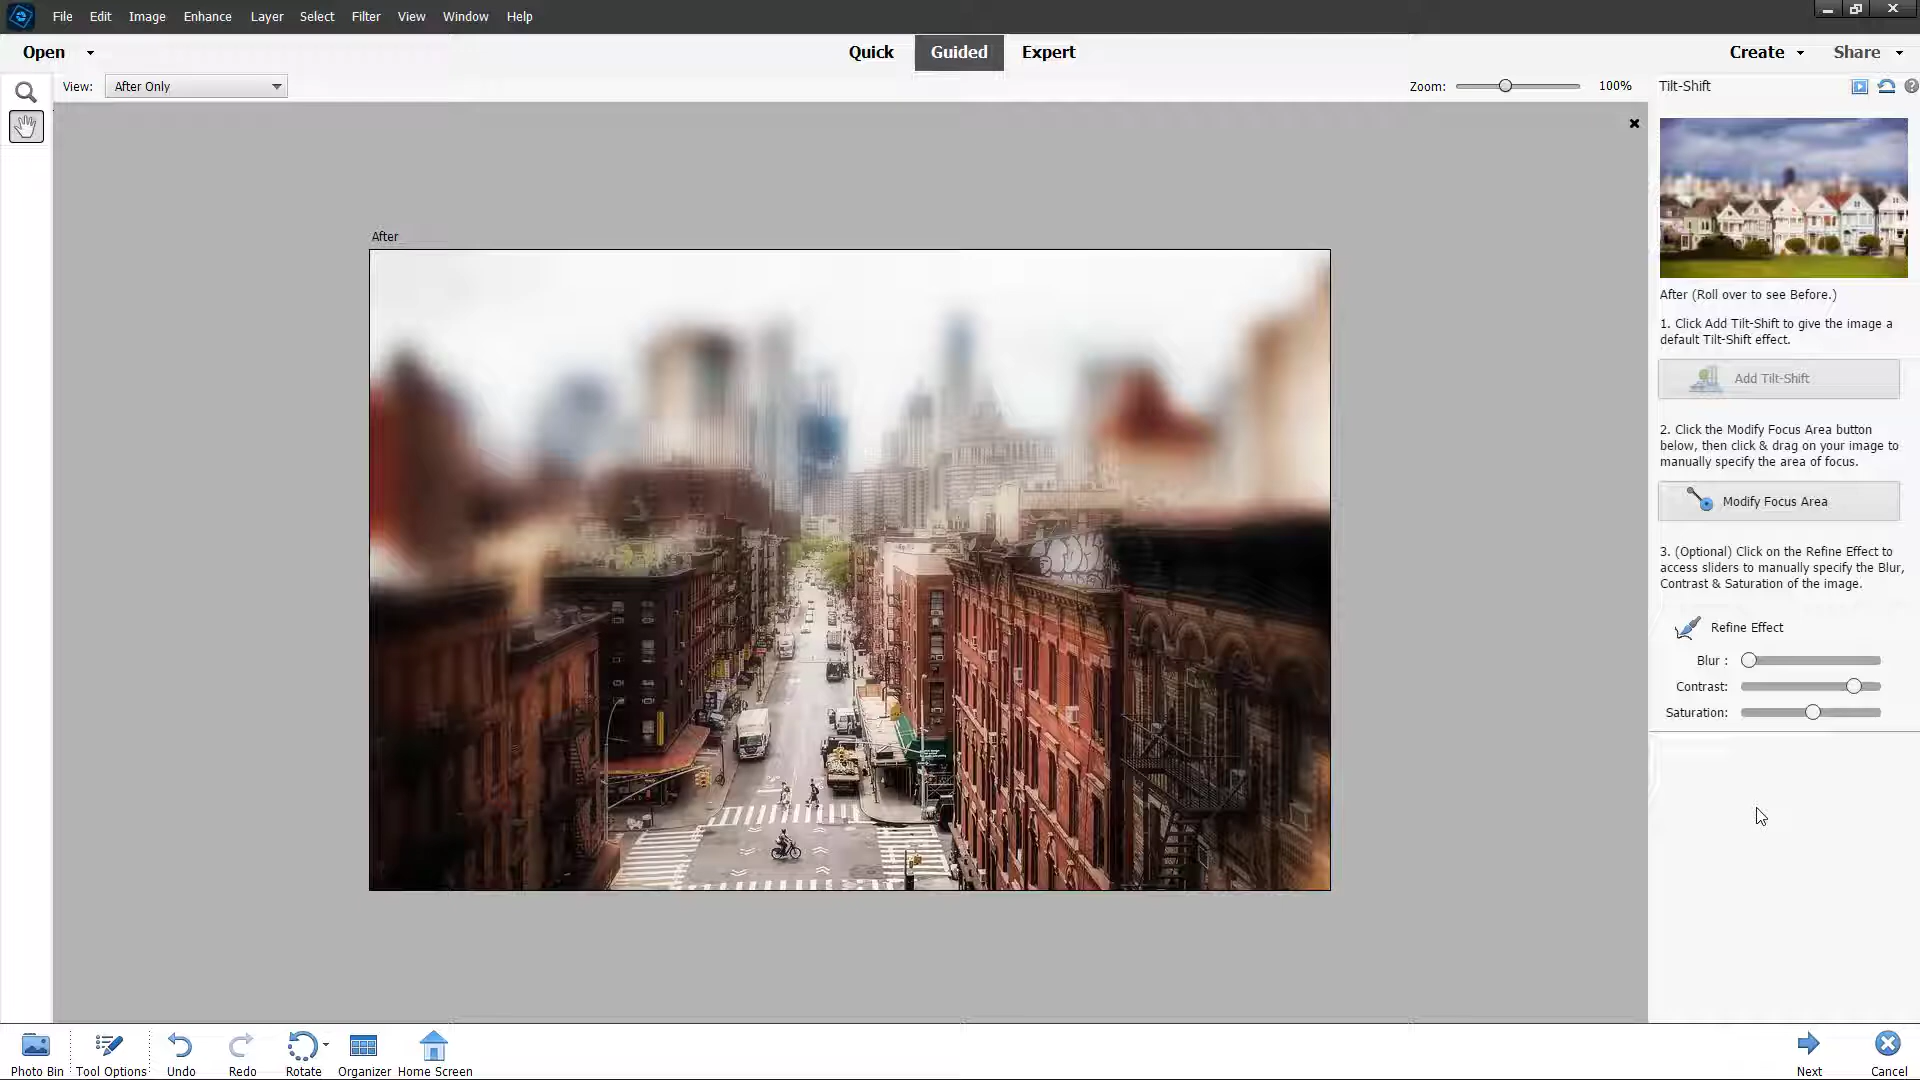 File Edit Image Enhance Layer Select Filter View Window Help
Open Quick Guided Expert Create Share
View: After Only Zoom: 100% Tilt-Shift
After
After (Roll over to see Before.)
1. Click Add Tilt-Shift to give the image a
default Tilt-Shift effect.
Add Tilt-Shift
2. Click the Modify Focus Area button
below, then click & drag on your image to
manually specify the area of focus.
Modify Focus Area
3. (Optional) Click on the Refine Effect to
access sliders to manually specify the Blur,
Contrast & Saturation of the image.
Refine Effect
Blur :
Contrast:
Saturation:
Photo Bin Tool Options Undo Redo Rotate Organizer Home Screen Next Cancel